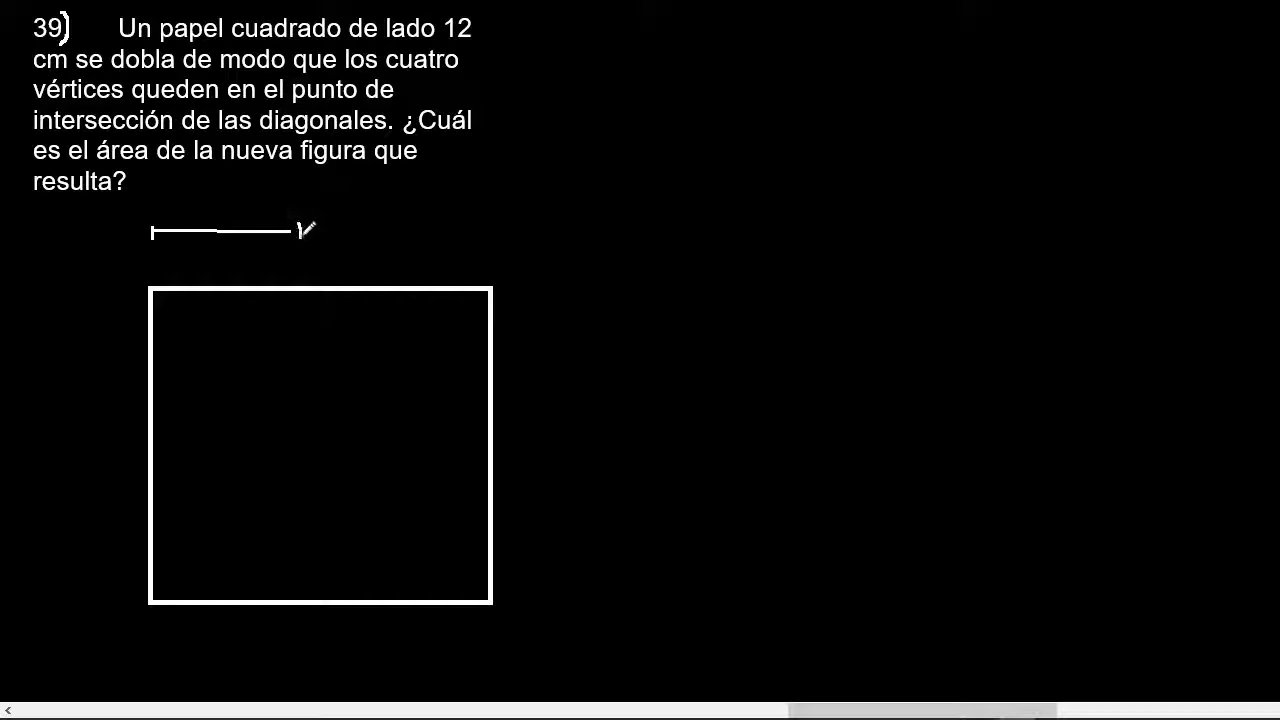 39) Un papel cuadrado de lado 12
cm se dobla de modo que los cuatro
vértices queden en el punto de
intersección de las diagonales. ¿Cuál
es el área de la nueva figura que
resulta?